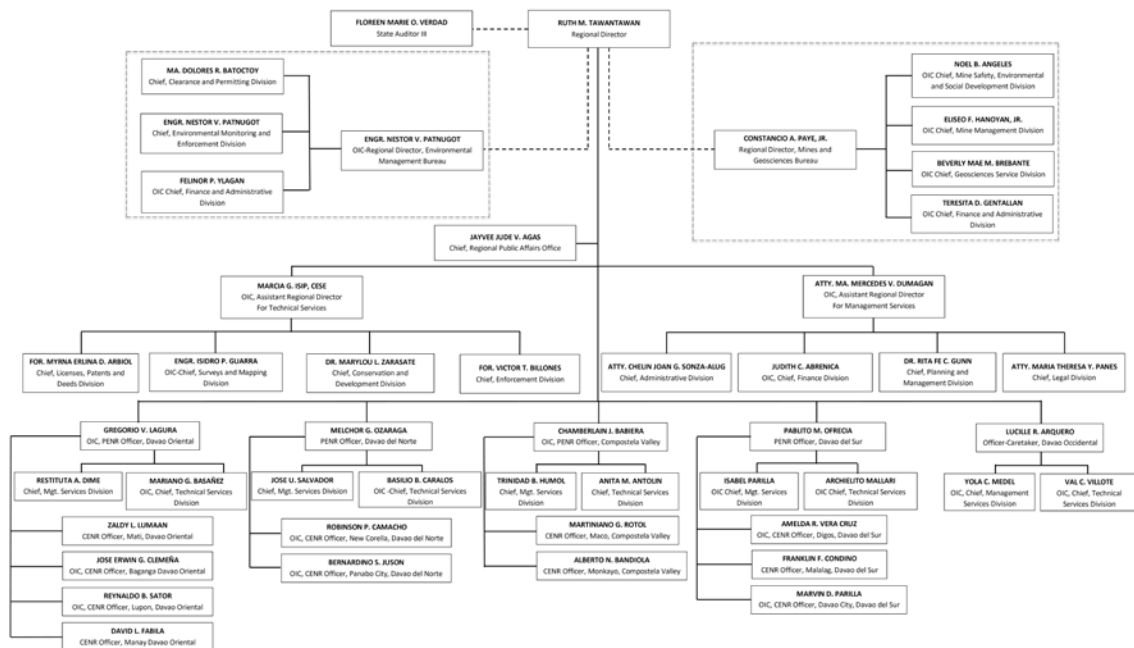 FLOREEN MARIE O. VERDAD
State Auditor III
RUTH M. TAWANTAWAN
Regional Director
MA. DOLORES R. BATOCTOY
Chief, Clearance and Permitting Division
ENGR. NESTOR V. PATNUGOT
Chief, Environmental Monitoring and
Enforcement Division
FELINOR P. YLAGAN
OIC Chief, Finance and Administrative
Division
ENGR. NESTOR V. PATNUGOT
OIC-Regional Director, Environmental
Management Bureau
CONSTANCIO A. PAYE, JR.
Regional Director, Mines and
Geosciences Bureau
NOEL B. ANGELES
OIC Chief, Mine Safety, Environmental
and Social Development Division
ELISEO F. HANOYAN, JR.
OIC Chief, Mine Management Division
BEVERLY MAE M. BREBANTE
OIC Chief, Geosciences Service Division
TERESITA D. GENTALLAN
OIC Chief, Finance and Administrative
Division
JAYVEE JUDE V. AGAS
Chief, Regional Public Affairs Office
MARCIA G. ISIP, CESE
OIC, Assistant Regional Director
For Technical Services
ATTY. MA. MERCEDES V. DUMAGAN
OIC, Assistant Regional Director
For Management Services
FOR. MYRNA ERLINA D. ARBIOL
Chief, Licenses, Patents and
Deeds Division
ENGR. ISIDRO P. GUARRA
OIC-Chief, Surveys and Mapping Division
DR. MARYLOU L. ZARASATE
Chief, Conservation and
Development Division
FOR. VICTOR T. BILLONES
Chief, Enforcement Division
ATTY. CHELIN JOAN G. SONZA-ALUG
Chief, Administrative Division
JUDITH C. ABRENICA
OIC, Chief, Finance Division
DR. RITA FE C. GUNN
Chief, Planning and
Management Division
ATTY. MARIA THERESA Y. PANES
Chief, Legal Division
GREGORIO V. LAGURA
OIC, PENR Officer, Davao Oriental
RESTITUTA A. DIME
Chief, Mgt. Services Division
MARIANO G. BASAÑEZ
OIC, Chief, Technical Services
Division
ZALDY L. LUMAAN
CENR Officer, Mati, Davao Oriental
JOSE ERWIN G. CLEMEÑA
OIC, CENR Officer, Baganga Davao Oriental
REYNALDO B. SATOR
OIC, CENR Officer, Lupon, Davao Oriental
DAVID L. FABILA
CENR Officer, Manay Davao Oriental
MELCHOR G. OZARAGA
PENR Officer, Davao del Norte
JOSE U. SALVADOR
Chief, Mgt. Services Division
BASILIO B. CARALOS
OIC -Chief, Technical Services
Division
ROBINSON P. CAMACHO
OIC, CENR Officer, New Corella, Davao del Norte
BERNARDINO S. JUSON
OIC, CENR Officer, Panabo City, Davao del Norte
CHAMBERLAIN J. BABIERA
OIC, PENR Officer, Compostela Valley
TRINIDAD B. HUMOL
Chief, Mgt. Services
Division
ANITA M. ANTOLIN
Chief, Technical Services
Division
MARTINIANO G. ROTOL
CENR Officer, Maco, Compostela Valley
ALBERTO N. BANDIOLA
CENR Officer, Monkayo, Compostela Valley
PABLITO M. OFRECIA
PENR Officer, Davao del Sur
ISABEL PARILLA
OIC Chief, Mgt. Services
Division
ARCHIELITO MALLARI
OIC Chief, Technical Services
Division
AMELDA R. VERA CRUZ
OIC, CENR Officer, Digos, Davao del Sur
FRANKLIN F. CONDINO
CENR Officer, Malalag, Davao del Sur
MARVIN D. PARILLA
OIC, CENR Officer, Davao City, Davao del Sur
LUCILLE R. ARQUERO
Officer-Caretaker, Davao Occidental
YOLA C. MEDEL
OIC, Chief, Management
Services Division
VAL C. VILLOTE
OIC, Chief, Technical
Services Division